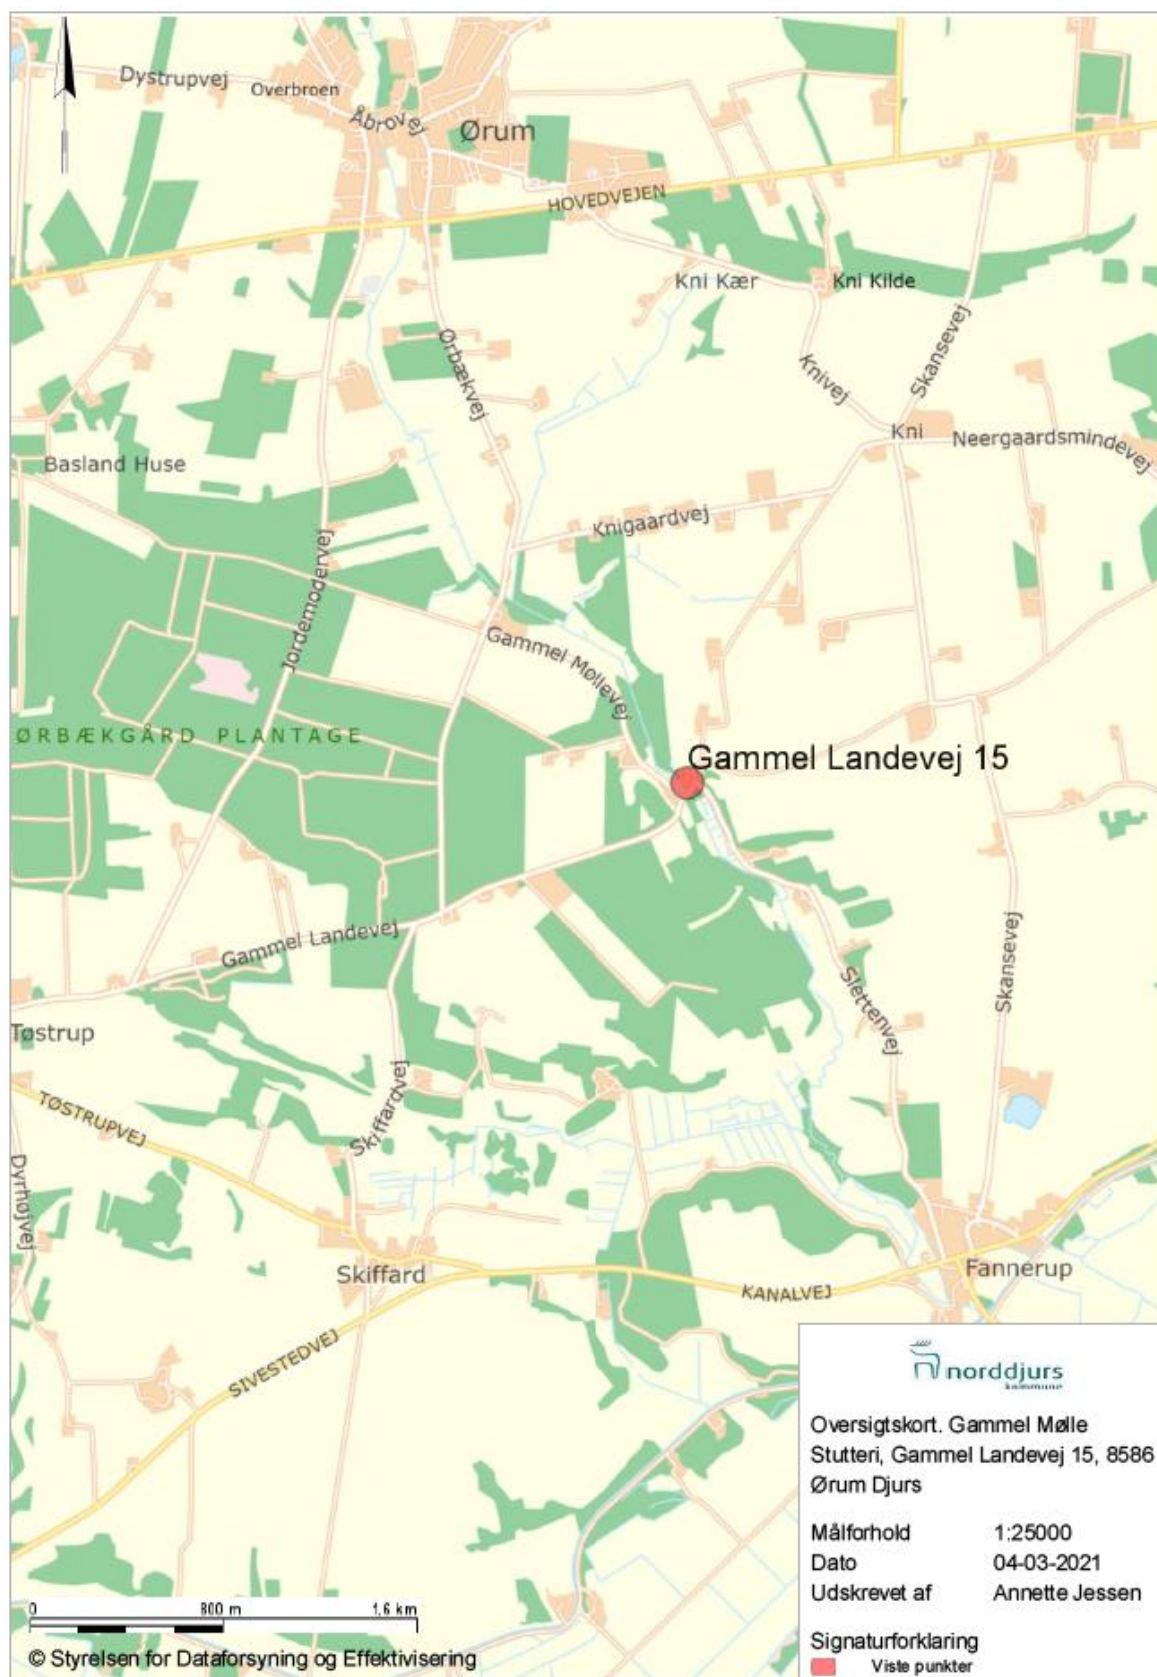 Dystrupvej
Overbroen
Åbrovej
Ørum
HOVEDVEJEN
Kni Kær
Kni Kilde
Ørbækvej
Skansevej
Knivej
Kni
Neergaardsmindevej
Basland Huse
Knigaardvej
Jordemodervej
Gammel Møllevej
ØRBÆKGÅRD PLANTAGE
Gammel Landevej 15
Gammel Landevej
Skansevej
Slettenvej
Tøstrup
TØSTRUPVEJ
Skiffardvej
Dyrhøjvej
Skiffard
KANALVEJ
Fannerup
SIVESTEDVEJ
norddjurs
kommune
Oversigtskort. Gammel Mølle
Stutteri, Gammel Landevej 15, 8586
Ørum Djurs
Målforhold 1:25000
Dato 04-03-2021
Udskrevet af Annette Jessen
Signaturforklaring
Viste punkter
0 800 m 1,6 km
© Styrelsen for Dataforsyning og Effektivisering